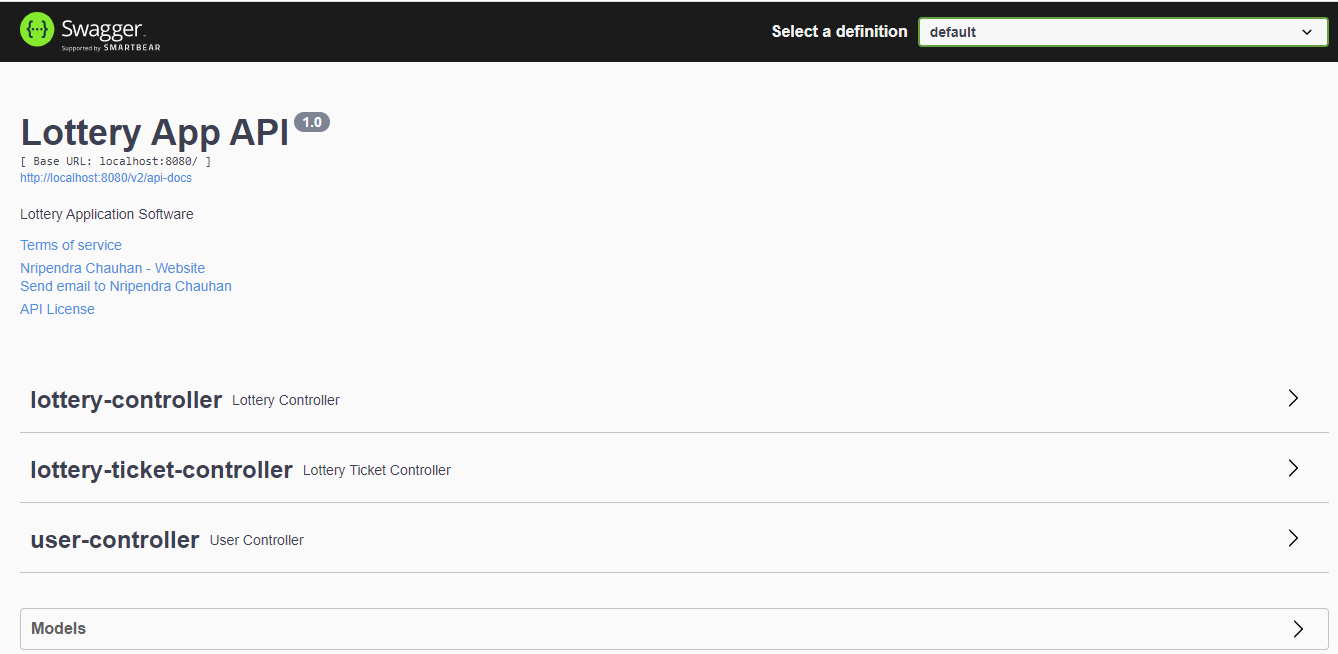 {···} Swagger.
Supported by SMARTBEAR
Select a definition default
Lottery App API 1.0
[ Base URL: localhost:8080/ ]
http://localhost:8080/v2/api-docs
Lottery Application Software
Terms of service
Nripendra Chauhan - Website
Send email to Nripendra Chauhan
API License
lottery-controller Lottery Controller
lottery-ticket-controller Lottery Ticket Controller
user-controller User Controller
Models